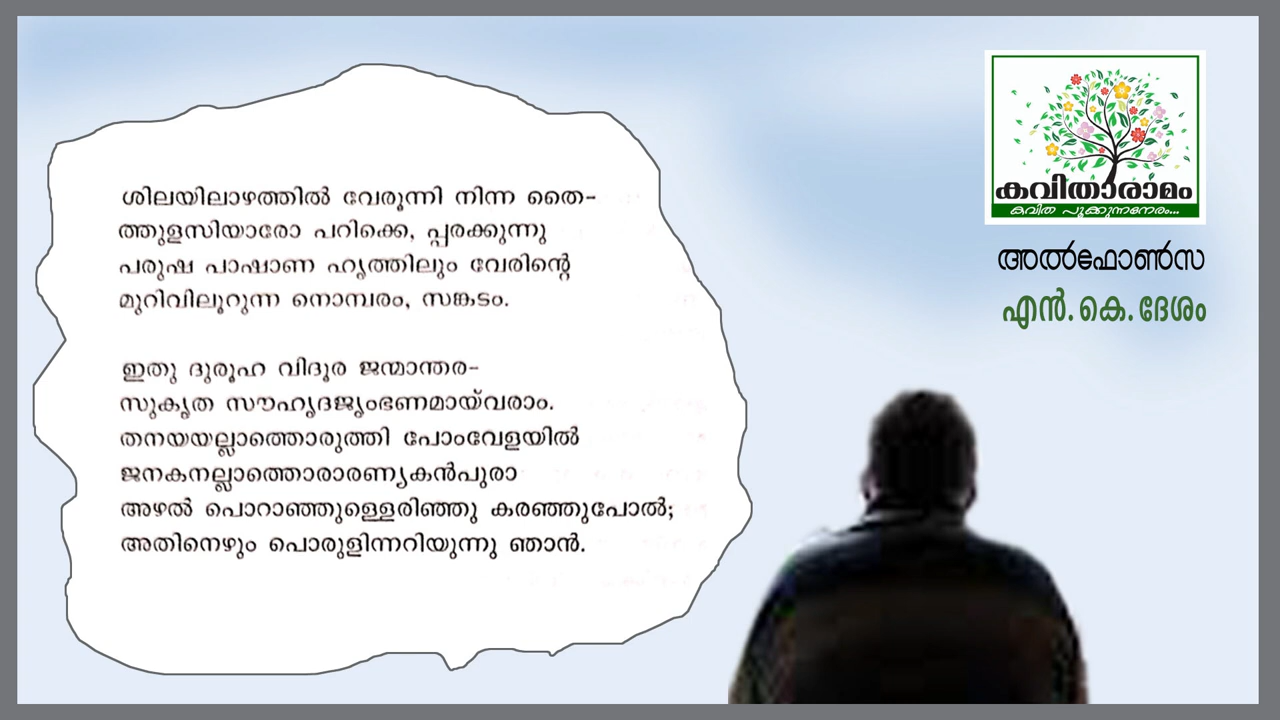 ശിലയിലാഴത്തിൽ വേരൂന്നി നിന്ന തൈ-
ത്തുളസിയാരോ പറിക്കെ, പ്പരക്കുന്നു
പരുഷ പാഷാണ ഹൃത്തിലും വേരിന്റെ
മുറിവിലൂറുന്ന നൊമ്പരം, സങ്കടം.
ഇതു ദുരൂഹ വിദൂര ജന്മാന്തര-
സുകൃത സൗഹൃദജൃംഭണമായ്‌വരാം.
തനയയല്ലാത്തൊരുത്തി പോംവേളയിൽ
ജനകനല്ലാത്തൊരാരണ്യകൻപുരാ
അഴൽ പൊറാഞ്ഞുള്ളെരിഞ്ഞു കരഞ്ഞുപോൽ;
അതിനെഴും പൊരുളിന്നറിയുന്നു ഞാൻ.
കവിതാരാമം
കവിത പൂക്കുന്നനേരം...
അൽഫോൺസ
എൻ.കെ.ദേശം